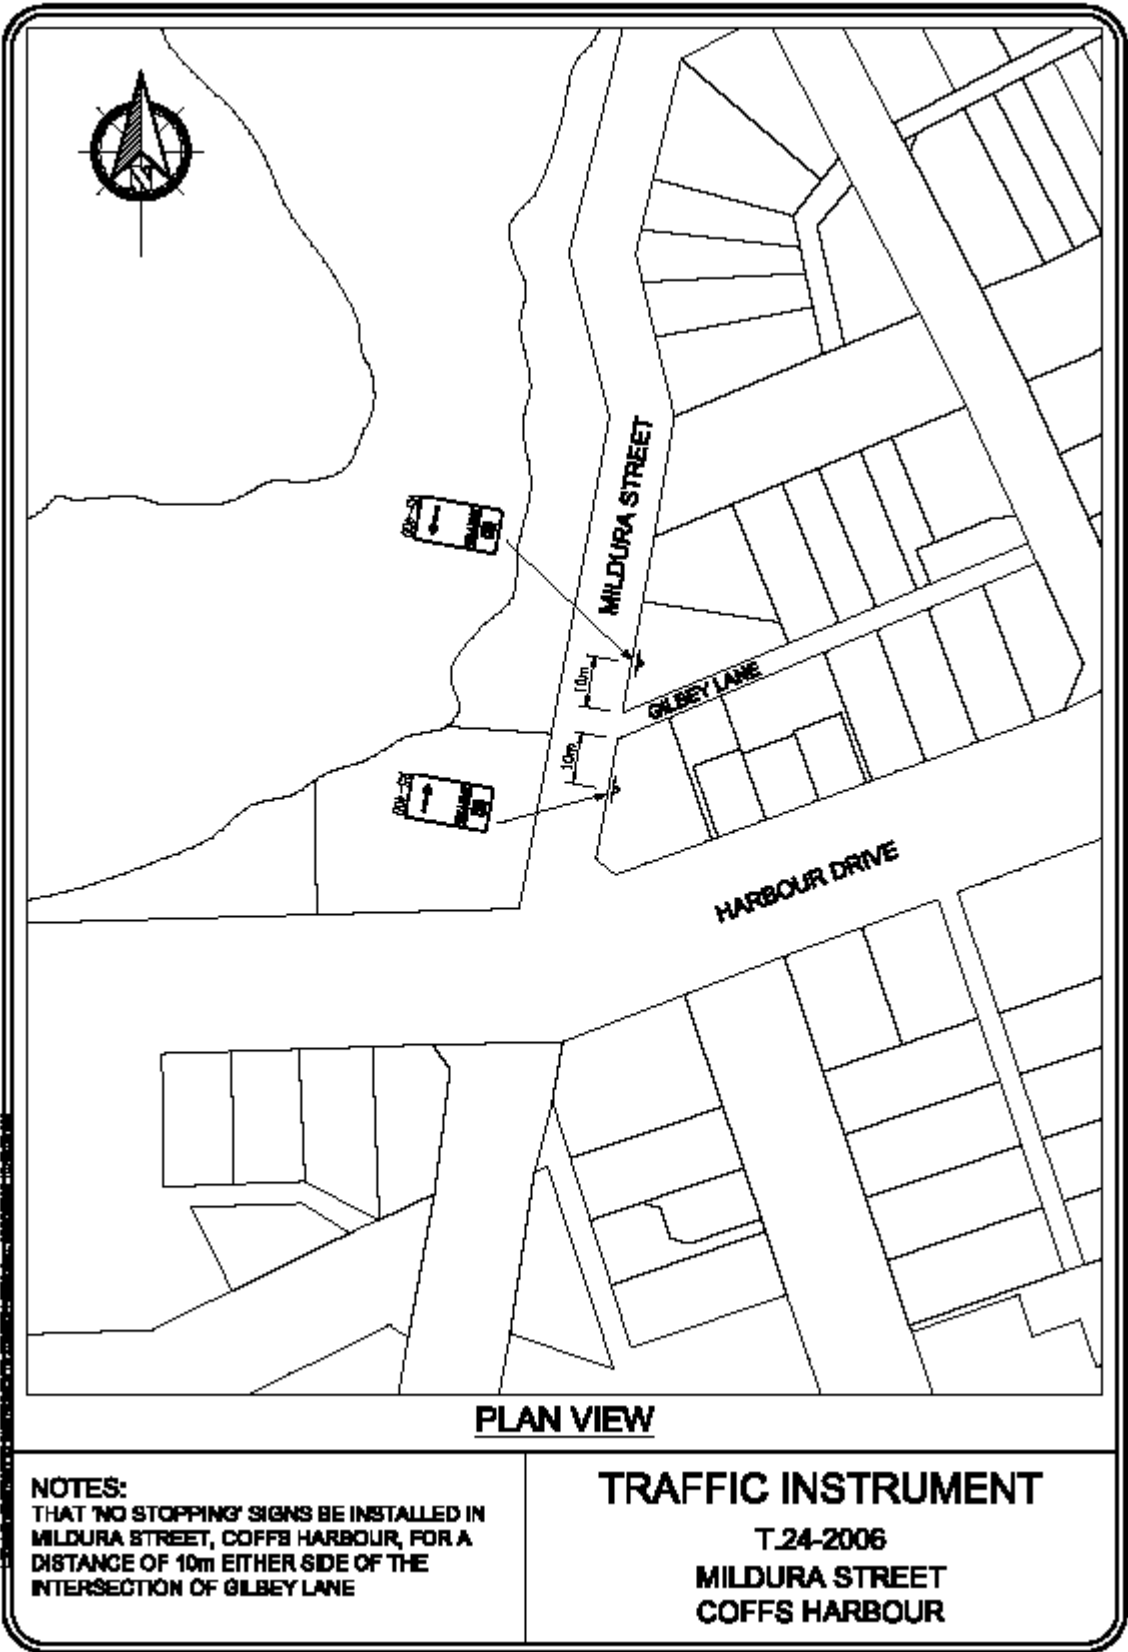 MILDURA STREET
10m
GILBEY LANE
10m
HARBOUR DRIVE
PLAN VIEW
NOTES:
THAT 'NO STOPPING' SIGNS BE INSTALLED IN
MILDURA STREET, COFFS HARBOUR, FOR A
DISTANCE OF 10m EITHER SIDE OF THE
INTERSECTION OF GILBEY LANE
TRAFFIC INSTRUMENT
T.24-2006
MILDURA STREET
COFFS HARBOUR